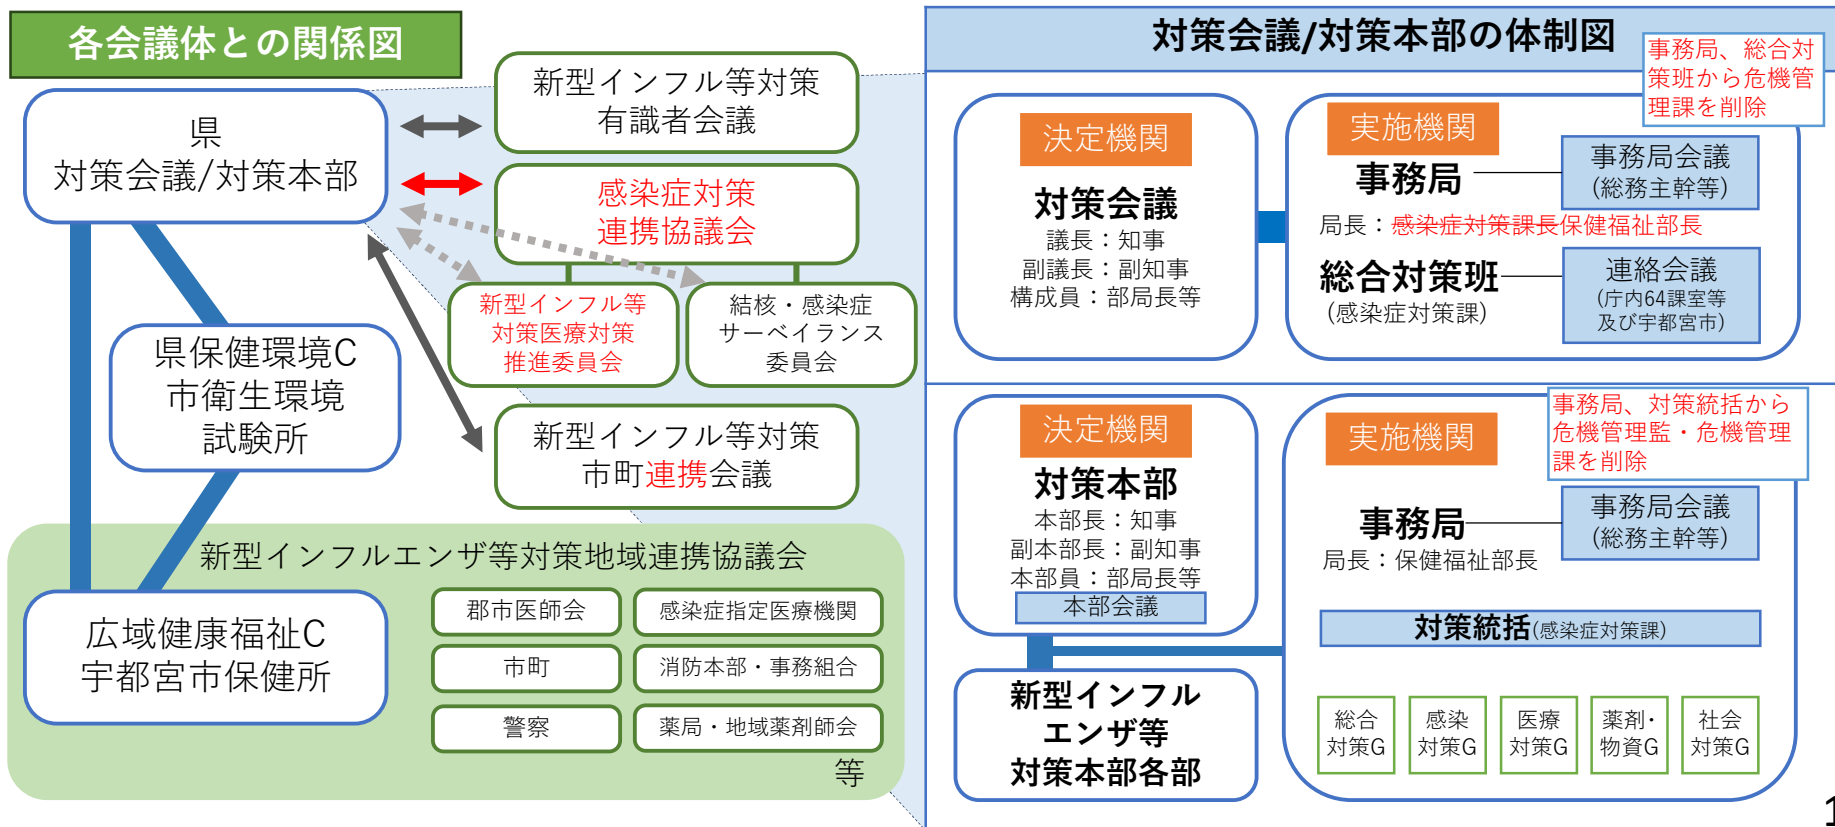 各会議体との関係図
県
対策会議/対策本部
新型インフル等対策
有識者会議
感染症対策
連携協議会
新型インフル等
対策医療対策
推進委員会
結核・感染症
サーベイランス
委員会
県保健環境C
市衛生環境
試験所
新型インフル等対策
市町連携会議
新型インフルエンザ等対策地域連携協議会
広域健康福祉C
宇都宮市保健所
郡市医師会
感染症指定医療機関
市町
消防本部・事務組合
警察
薬局・地域薬剤師会
等
対策会議/対策本部の体制図
事務局、総合対
策班から危機管
理課を削除
決定機関
対策会議
議長：知事
副議長：副知事
構成員：部局長等
実施機関
事務局
事務局会議
(総務主幹等)
局長：感染症対策課長保健福祉部長
総合対策班
(感染症対策課)
連絡会議
(庁内64課室等
及び宇都宮市)
決定機関
対策本部
本部長：知事
副本部長：副知事
本部員：部局長等
本部会議
新型インフル
エンザ等
対策本部各部
事務局、対策統括から
危機管理監・危機管理
課を削除
実施機関
事務局
事務局会議
(総務主幹等)
局長：保健福祉部長
対策統括(感染症対策課)
総合
対策G
感染
対策G
医療
対策G
薬剤・
物資G
社会
対策G
1